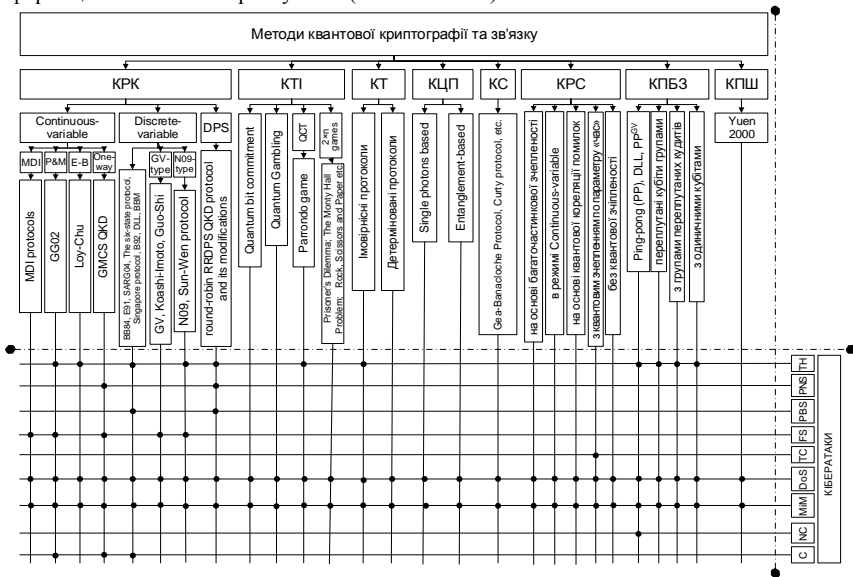 Методи квантової криптографії та зв'язку
КРК
КТІ
КТ
КЦП
КС
КРС
КПБЗ
КПШ
Continuous-
variable
Discrete-
variable
DPS
QCT
2×n
games
Yuen
2000
MDI
P&M
E-B
One-
way
GV-
type
N09-
type
MDI protocols
GG02
Loy-Chu
GMCS QKD
BB84, E91, SARG04, The six-state protocol,
Singapore protocol, B92, DLL, BBM
GV, Koashi-Imoto, Guo-Shi
N09, Sun-Wen protocol
round-robin RRDPS QKD protocol
and its modifications
Quantum bit commitment
Quantum Gambling
Parrondo game
Prisoner's Dilemma; The Monty Hall
Problem; Rock, Scissors and Paper etc
Імовірнісні протоколи
Детерміновані протоколи
Single photons based
Entanglement-based
Gea-Banacloche Protocol, Curty protocol, etc.
на основі багаточастинкової зчепленості
в режимі Continuous-variable
на основі квантової кореляції помилок
з квантовим зчепленням по параметру «час»
без квантової зчіпленості
Ping-pong (PP), DLL, PPGV
переплутані кубіти групами
з групами переплутаних кудитів
з одиничними кубітами
TH
PNS
PBS
FS
TC
DoS
MiM
NC
C
КІБЕРАТАКИ